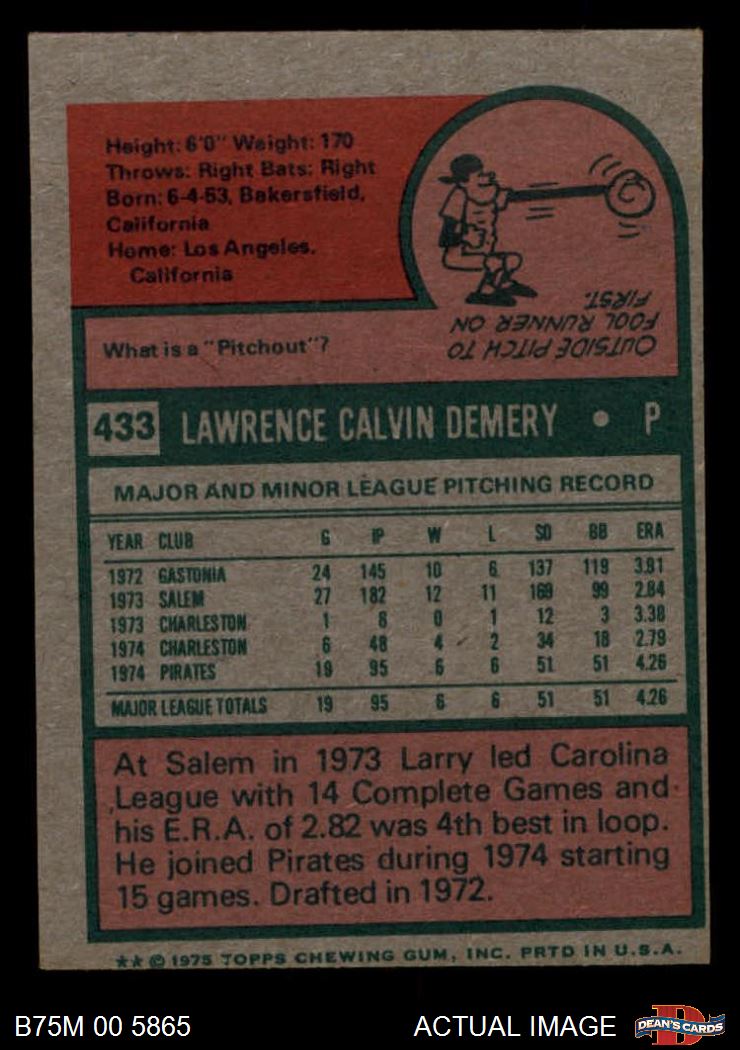 Height: 6'0" Weight: 170
Throws: Right Bats: Right
Born: 6-4-53, Bakersfield,
California
Home: Los Angeles,
California
What is a "Pitchout"?
OUTSIDE PITCH TO
FOOL RUNNER ON
FIRST.
433 LAWRENCE CALVIN DEMERY • P
MAJOR AND MINOR LEAGUE PITCHING RECORD
YEAR CLUB G IP W L SO BB ERA
1972 GASTONIA 24 145 10 6 137 119 3.91
1973 SALEM 27 182 12 11 169 99 2.84
1973 CHARLESTON 1 8 0 1 12 3 3.38
1974 CHARLESTON 6 48 4 2 34 18 2.79
1974 PIRATES 19 95 6 6 51 51 4.26
MAJOR LEAGUE TOTALS 19 95 6 6 51 51 4.26
At Salem in 1973 Larry led Carolina
League with 14 Complete Games and
his E.R.A. of 2.82 was 4th best in loop.
He joined Pirates during 1974 starting
15 games. Drafted in 1972.
★★ © 1975 TOPPS CHEWING GUM, INC. PRTD IN U.S.A.
B75M 00 5865 ACTUAL IMAGE DEAN'S CARDS